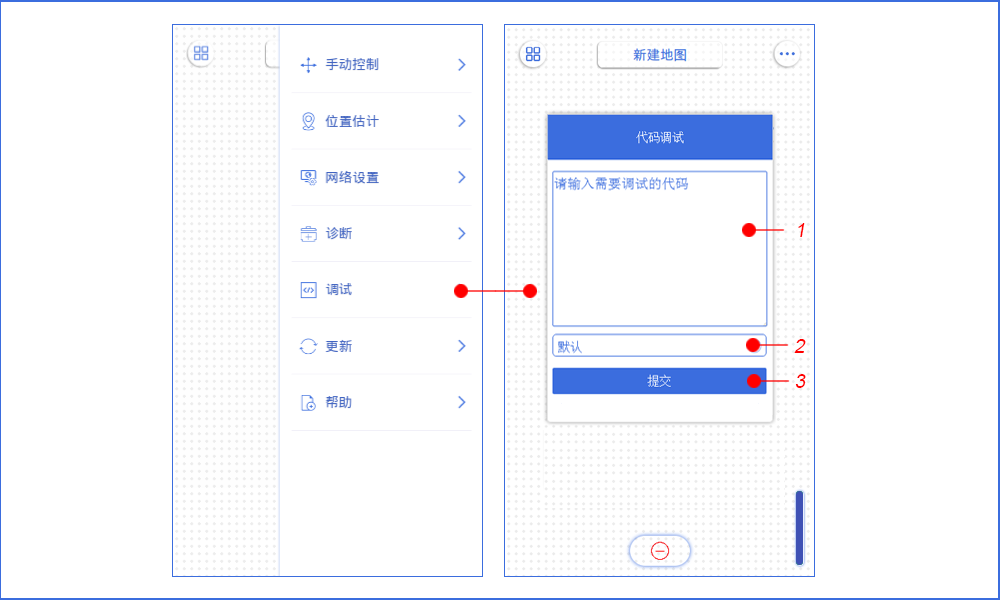 手动控制
位置估计
网络设置
诊断
调试
更新
帮助
新建地图
代码调试
请输入需要调试的代码
1
默认
2
提交
3